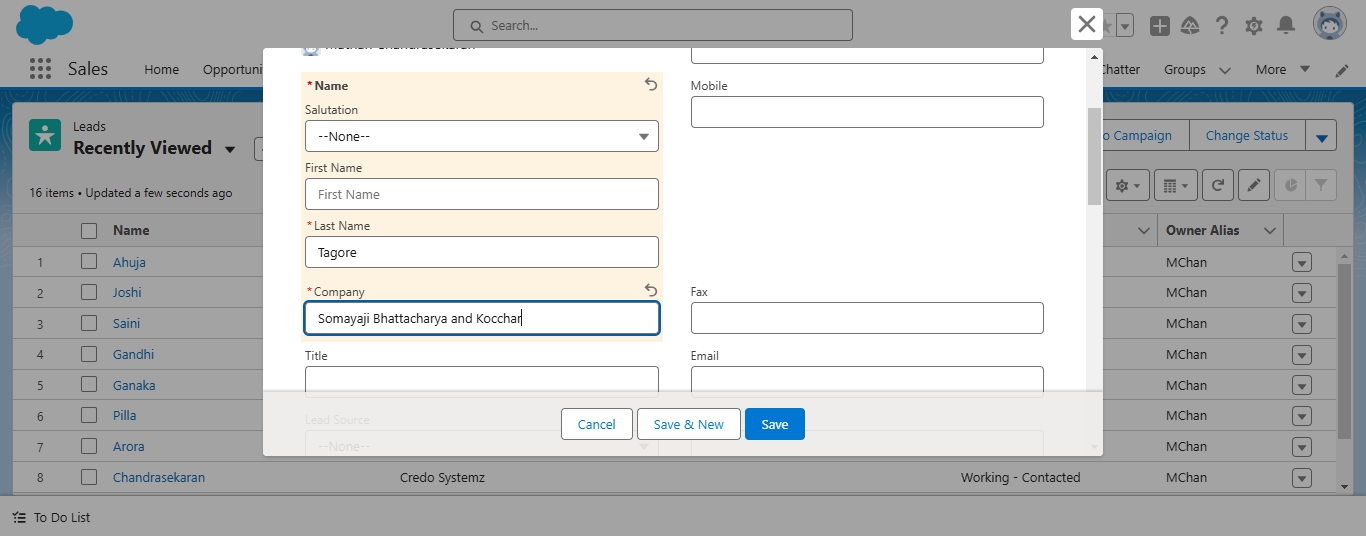 Search...
Sales
Home
Opportuni
Chatter
Groups
More
Leads
Recently Viewed
o Campaign
Change Status
16 items • Updated a few seconds ago
Name
Owner Alias
1 Ahuja MChan
2 Joshi MChan
3 Saini MChan
4 Gandhi MChan
5 Ganaka MChan
6 Pilla MChan
7 Arora MChan
8 Chandrasekaran Credo Systemz Working - Contacted MChan
* Name
Salutation
--None--
First Name
First Name
* Last Name
Tagore
* Company
Somayaji Bhattacharya and Kocchar
Title
Lead Source
--None--
Mobile
Fax
Email
Cancel
Save & New
Save
To Do List